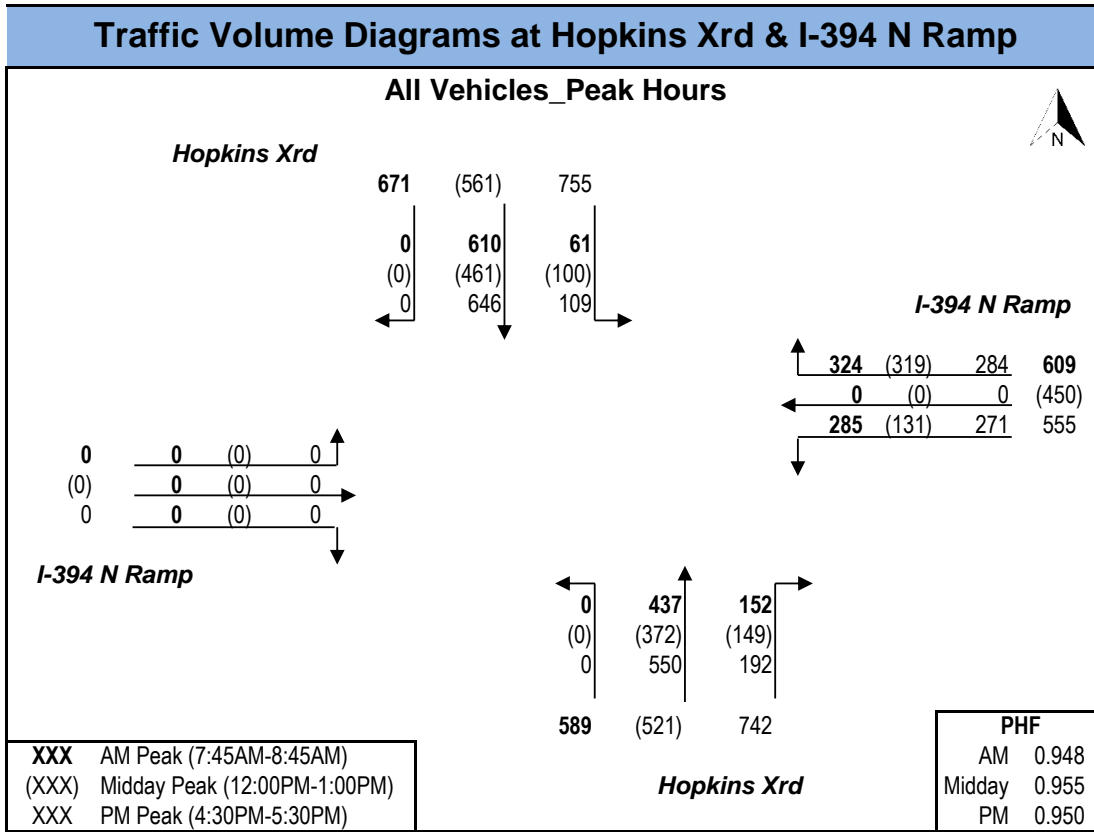 Traffic Volume Diagrams at Hopkins Xrd & I-394 N Ramp
All Vehicles_Peak Hours
N
Hopkins Xrd
671 (561) 755
0 610 61
(0) (461) (100)
0 646 109
I-394 N Ramp
324 (319) 284 609
0 (0) 0 (450)
285 (131) 271 555
0 0 (0) 0
(0) 0 (0) 0
0 0 (0) 0
I-394 N Ramp
0 437 152
(0) (372) (149)
0 550 192
589 (521) 742
Hopkins Xrd
XXX AM Peak (7:45AM-8:45AM)
(XXX) Midday Peak (12:00PM-1:00PM)
XXX PM Peak (4:30PM-5:30PM)
PHF
AM 0.948
Midday 0.955
PM 0.950